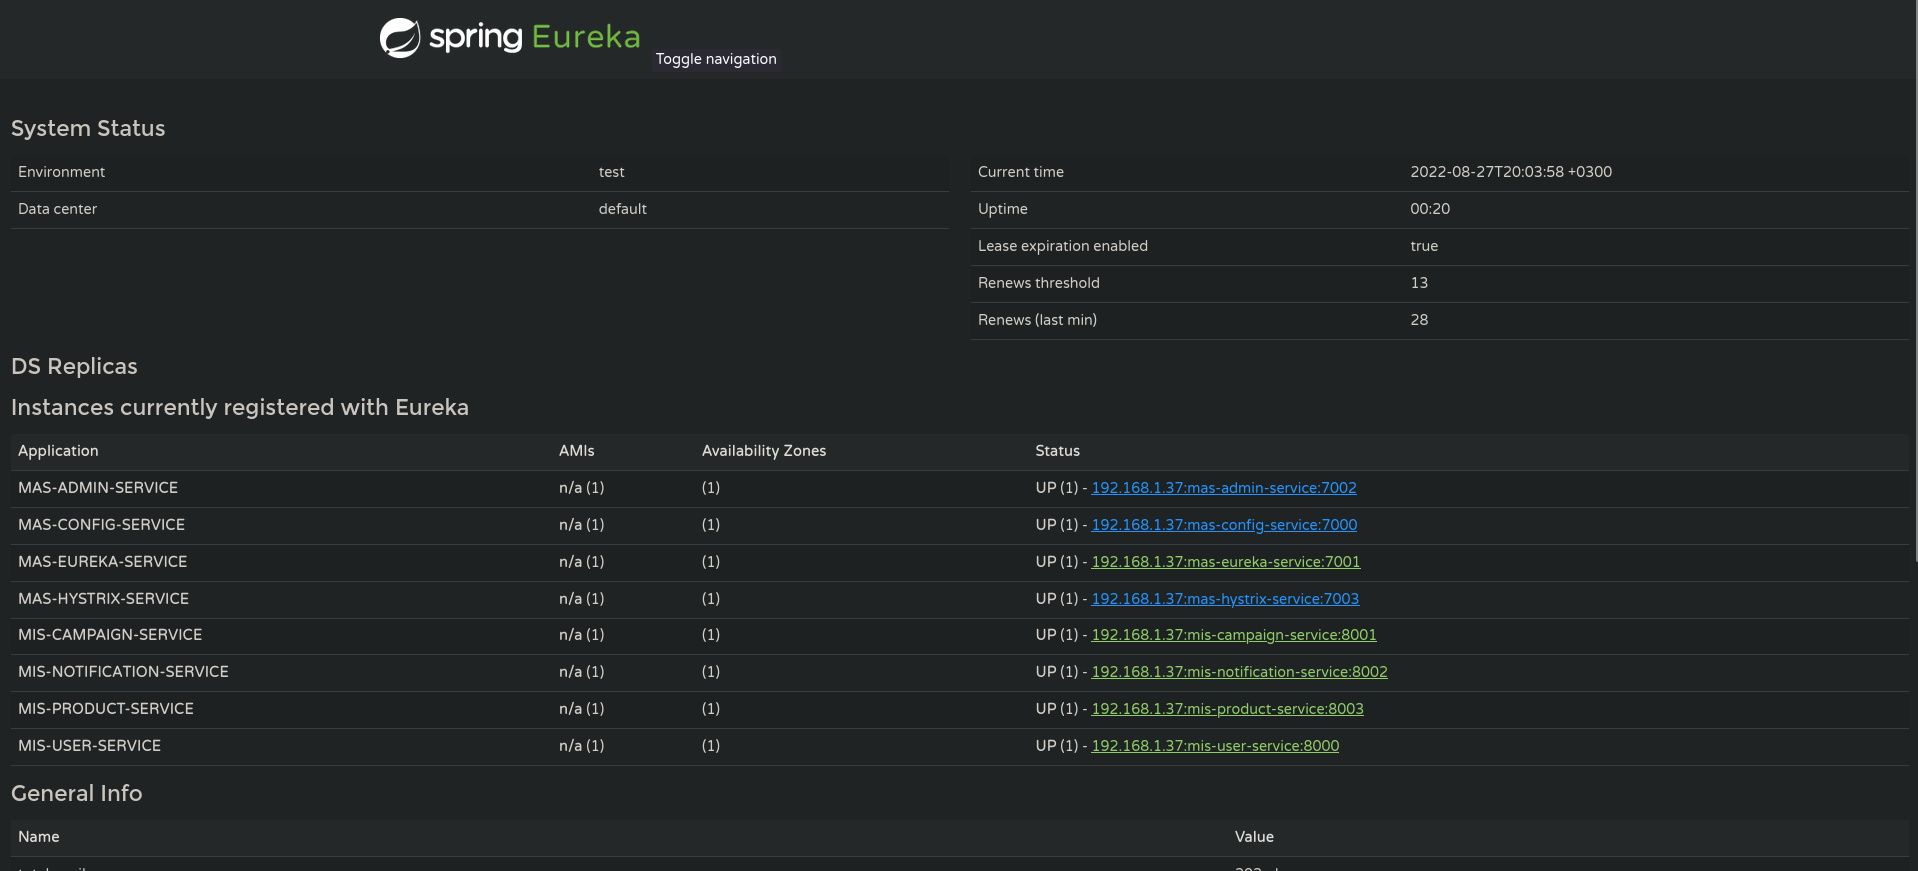 spring Eureka
Toggle navigation
System Status
Environment test
Data center default
Current time 2022-08-27T20:03:58 +0300
Uptime 00:20
Lease expiration enabled true
Renews threshold 13
Renews (last min) 28
DS Replicas
Instances currently registered with Eureka
Application AMIs Availability Zones Status
MAS-ADMIN-SERVICE n/a (1) (1) UP (1) - 192.168.1.37:mas-admin-service:7002
MAS-CONFIG-SERVICE n/a (1) (1) UP (1) - 192.168.1.37:mas-config-service:7000
MAS-EUREKA-SERVICE n/a (1) (1) UP (1) - 192.168.1.37:mas-eureka-service:7001
MAS-HYSTRIX-SERVICE n/a (1) (1) UP (1) - 192.168.1.37:mas-hystrix-service:7003
MIS-CAMPAIGN-SERVICE n/a (1) (1) UP (1) - 192.168.1.37:mis-campaign-service:8001
MIS-NOTIFICATION-SERVICE n/a (1) (1) UP (1) - 192.168.1.37:mis-notification-service:8002
MIS-PRODUCT-SERVICE n/a (1) (1) UP (1) - 192.168.1.37:mis-product-service:8003
MIS-USER-SERVICE n/a (1) (1) UP (1) - 192.168.1.37:mis-user-service:8000
General Info
Name Value